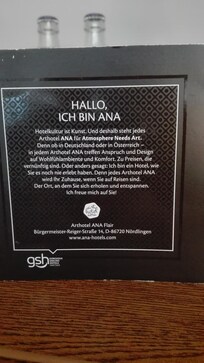 HALLO,
ICH BIN ANA
Hotelkultur ist Kunst. Und deshalb steht jedes
Arthotel ANA für Atmosphere Needs Art.
Denn ob in Deutschland oder in Österreich –
in jedem Arthotel ANA treffen Anspruch und Design
auf Wohlfühlambiente und Komfort. Zu Preisen, die
vernünftig sind. Oder anders gesagt: Ich bin ein Hotel, wie
Sie es noch nie erlebt haben. Denn jedes Arthotel ANA
wird Ihr Zuhause, wenn Sie auf Reisen sind.
Der Ort, an dem Sie sich erholen und entspannen.
Ich freue mich auf Sie!
Arthotel ANA Flair
Bürgermeister-Reiger-Straße 14, D-86720 Nördlingen
www.ana-hotels.com
gsh